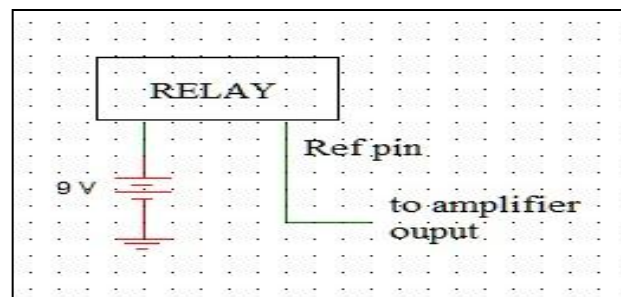 RELAY
Ref pin
9 V
to amplifier
ouput